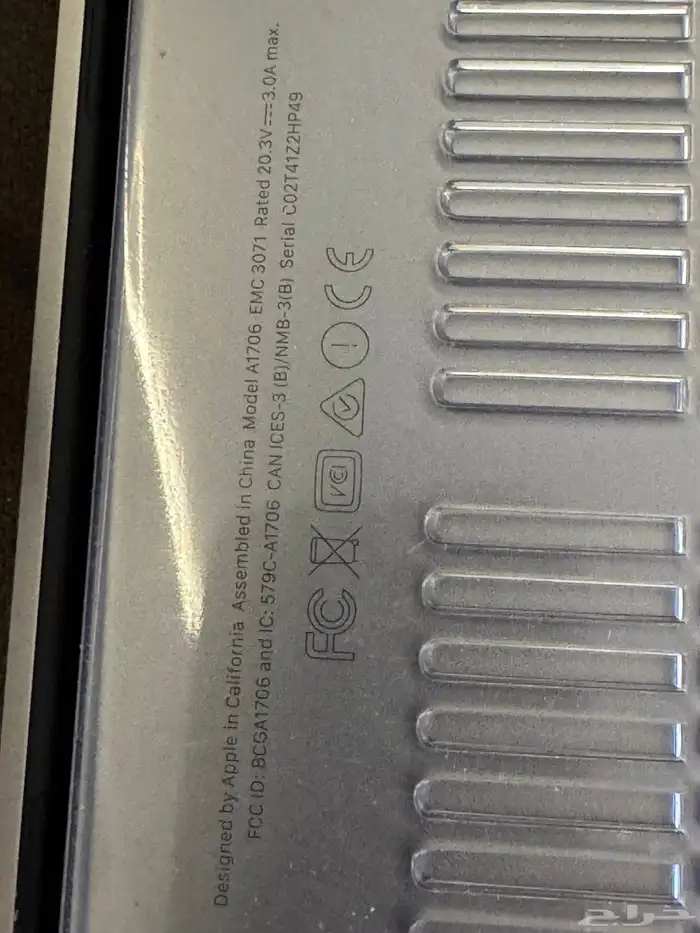 Designed by Apple in California Assembled in China Model A1706 EMC 3071 Rated 20.3V⎓3.0A max.
FCC ID: BCGA1706 and IC: 579C-A1706 CAN ICES-3 (B)/NMB-3(B) Serial C02T41Z2HP49
FC VCI ! CE
حراج